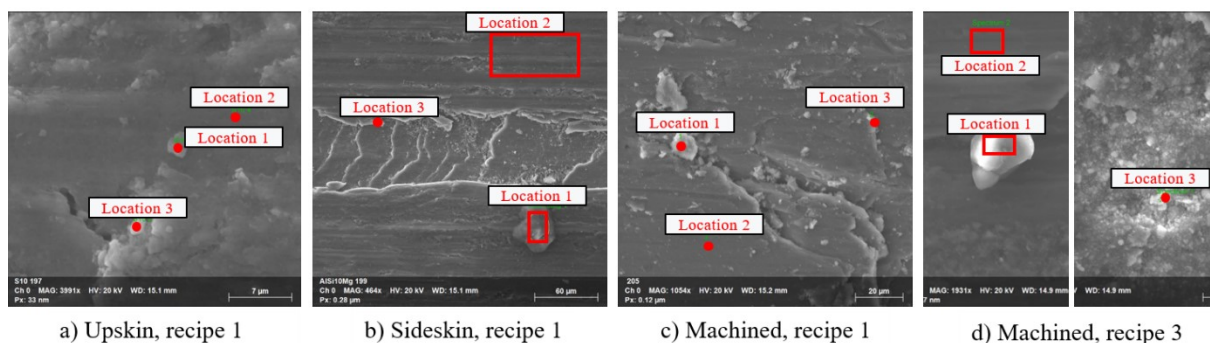 Location 2
Location 1
Location 3
S10 197
Ch 0 MAG: 3991x HV: 20 kV WD: 15.1 mm
Px: 33 nm
7 µm
a) Upskin, recipe 1
Location 2
Location 3
Location 1
AlSi10Mg 199
Ch 0 MAG: 464x HV: 20 kV WD: 15.1 mm
Px: 0.28 µm
60 µm
b) Sideskin, recipe 1
Location 3
Location 1
Location 2
205
Ch 0 MAG: 1054x HV: 20 kV WD: 15.2 mm
Px: 0.12 µm
20 µm
c) Machined, recipe 1
Location 2
Location 1
MAG: 1931x HV: 20 kV WD: 14.9 mm
7 nm
Location 3
WD: 14.9 mm
d) Machined, recipe 3